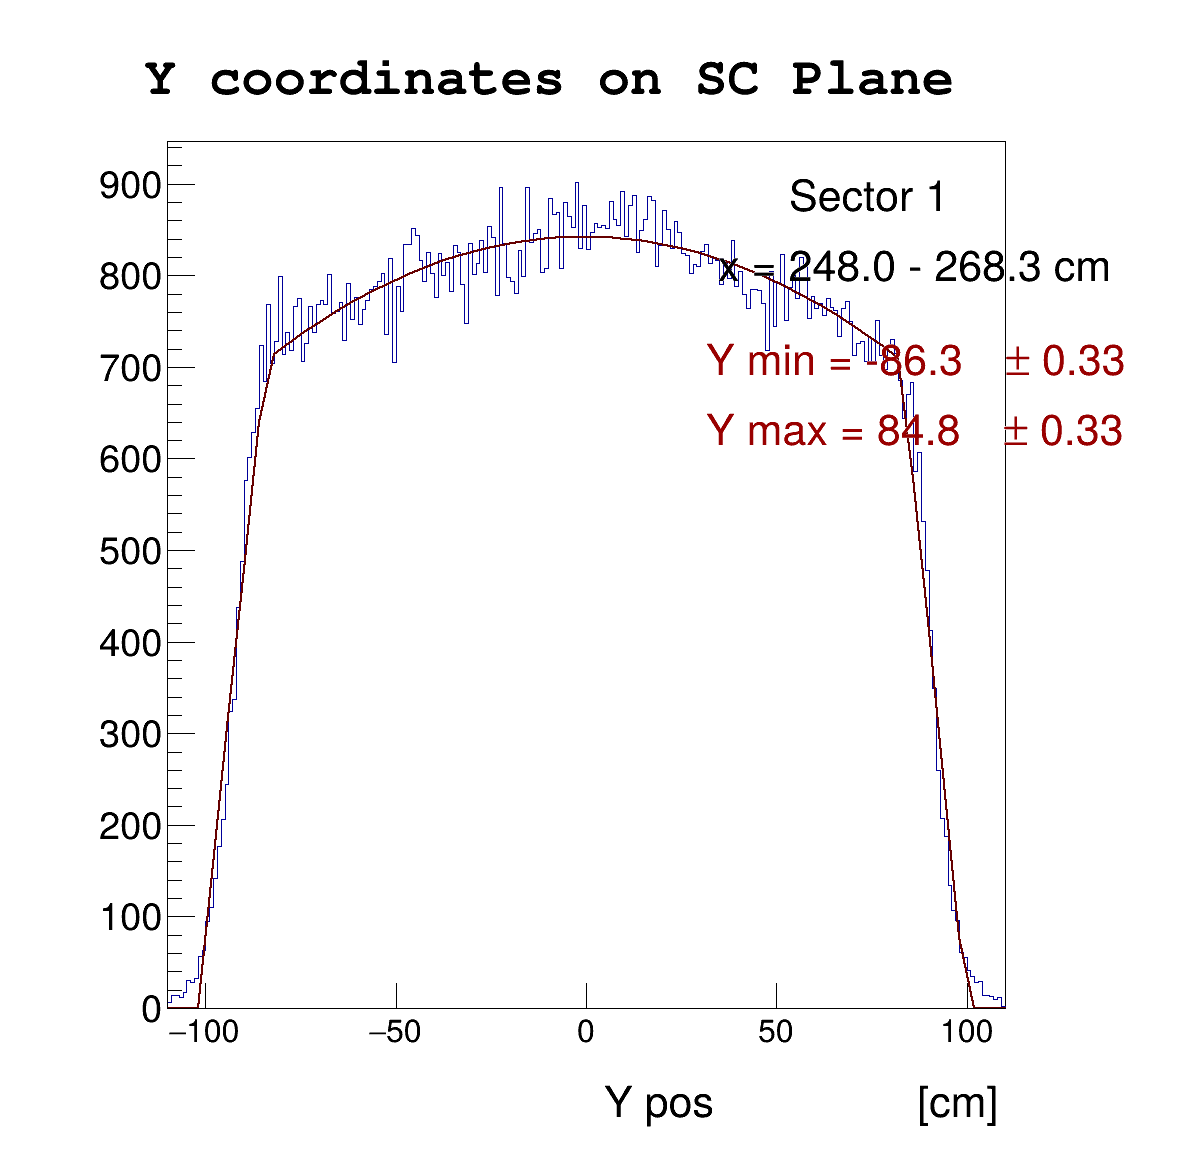 Y coordinates on SC Plane
Sector 1
x = 248.0 - 268.3 cm
Y min = -86.3 ± 0.33
Y max = 84.8 ± 0.33
900
800
700
600
500
400
300
200
100
0
−100 −50 0 50 100
Y pos [cm]